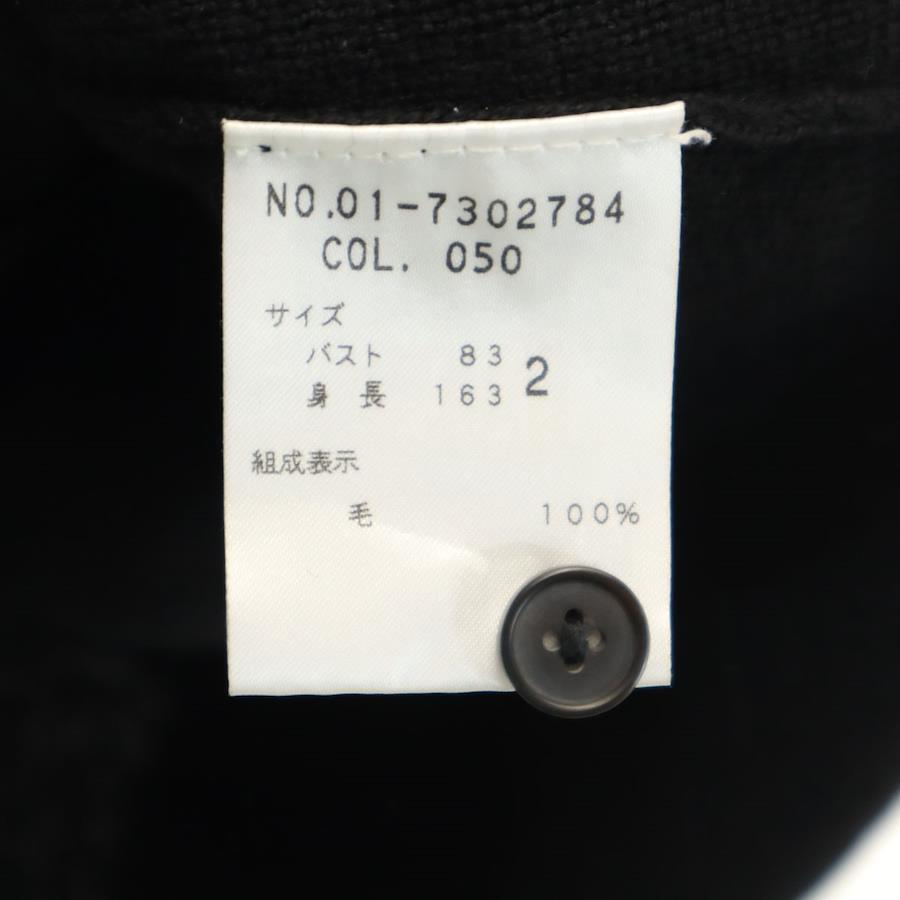 NO.01-7302784
COL. 050
サイズ
バスト 83
身長 163 2
組成表示
毛 100%